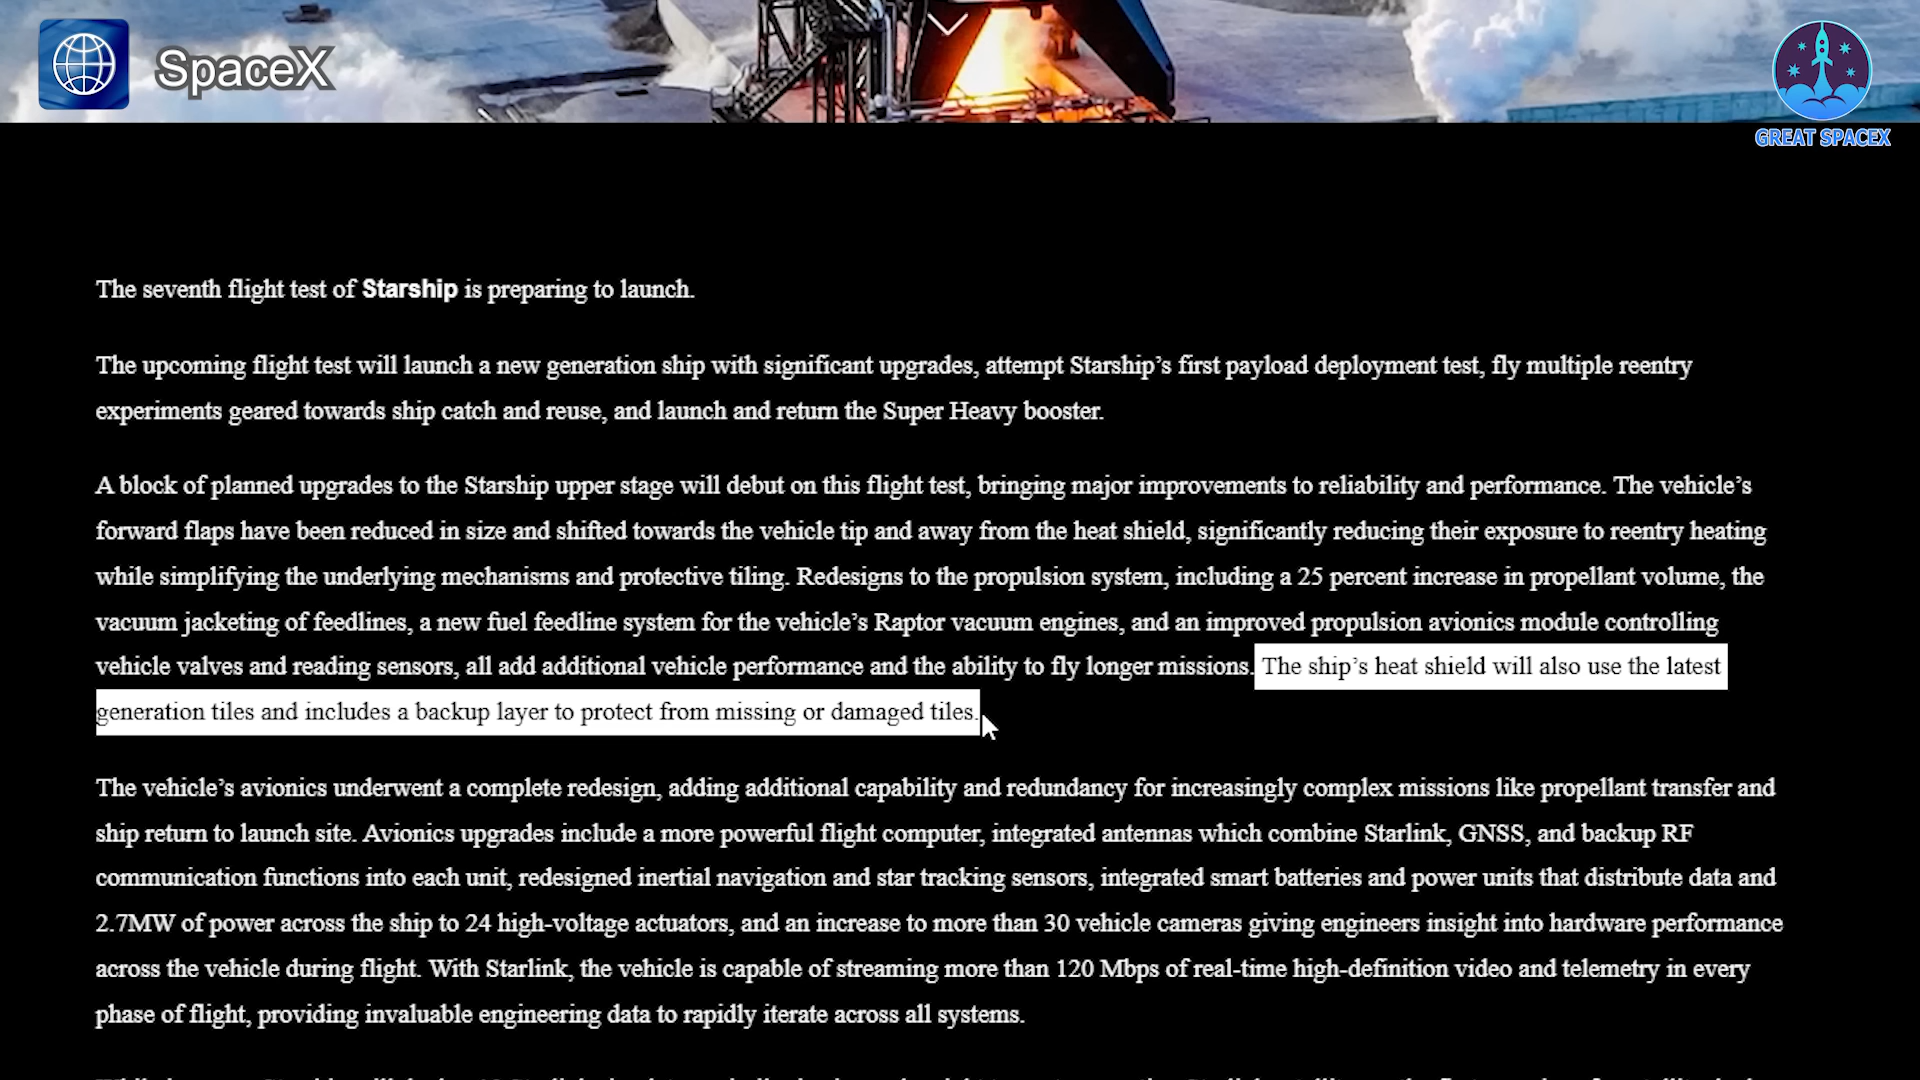 SpaceX
GREAT SPACEX
The seventh flight test of Starship is preparing to launch.
The upcoming flight test will launch a new generation ship with significant upgrades, attempt Starship’s first payload deployment test, fly multiple reentry
experiments geared towards ship catch and reuse, and launch and return the Super Heavy booster.
A block of planned upgrades to the Starship upper stage will debut on this flight test, bringing major improvements to reliability and performance. The vehicle’s
forward flaps have been reduced in size and shifted towards the vehicle tip and away from the heat shield, significantly reducing their exposure to reentry heating
while simplifying the underlying mechanisms and protective tiling. Redesigns to the propulsion system, including a 25 percent increase in propellant volume, the
vacuum jacketing of feedlines, a new fuel feedline system for the vehicle’s Raptor vacuum engines, and an improved propulsion avionics module controlling
vehicle valves and reading sensors, all add additional vehicle performance and the ability to fly longer missions. The ship’s heat shield will also use the latest
generation tiles and includes a backup layer to protect from missing or damaged tiles.
The vehicle’s avionics underwent a complete redesign, adding additional capability and redundancy for increasingly complex missions like propellant transfer and
ship return to launch site. Avionics upgrades include a more powerful flight computer, integrated antennas which combine Starlink, GNSS, and backup RF
communication functions into each unit, redesigned inertial navigation and star tracking sensors, integrated smart batteries and power units that distribute data and
2.7MW of power across the ship to 24 high-voltage actuators, and an increase to more than 30 vehicle cameras giving engineers insight into hardware performance
across the vehicle during flight. With Starlink, the vehicle is capable of streaming more than 120 Mbps of real-time high-definition video and telemetry in every
phase of flight, providing invaluable engineering data to rapidly iterate across all systems.